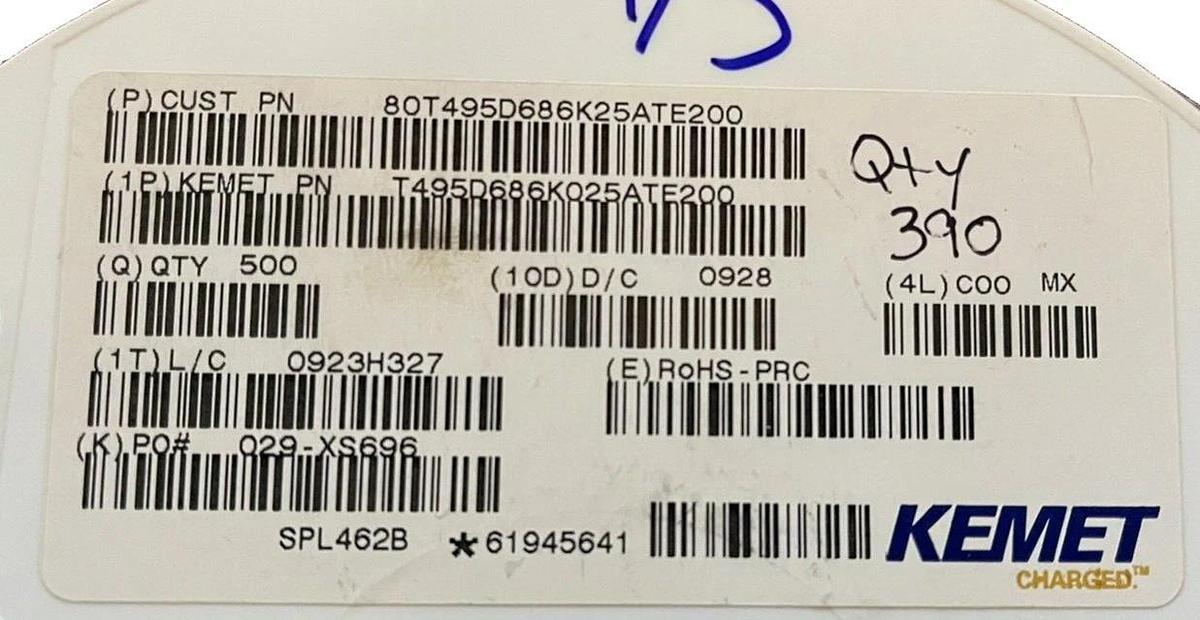 (P) CUST PN 80T495D686K25ATE200
(1P) KEMET PN T495D686K025ATE200
Qty
390
(Q) QTY 500
(10D) D/C 0928
(4L) COO MX
(1T) L/C 0923H327
(E) RoHS-PRC
(K) PO# 029-XS696
SPL462B *61945641
KEMET
CHARGED.™